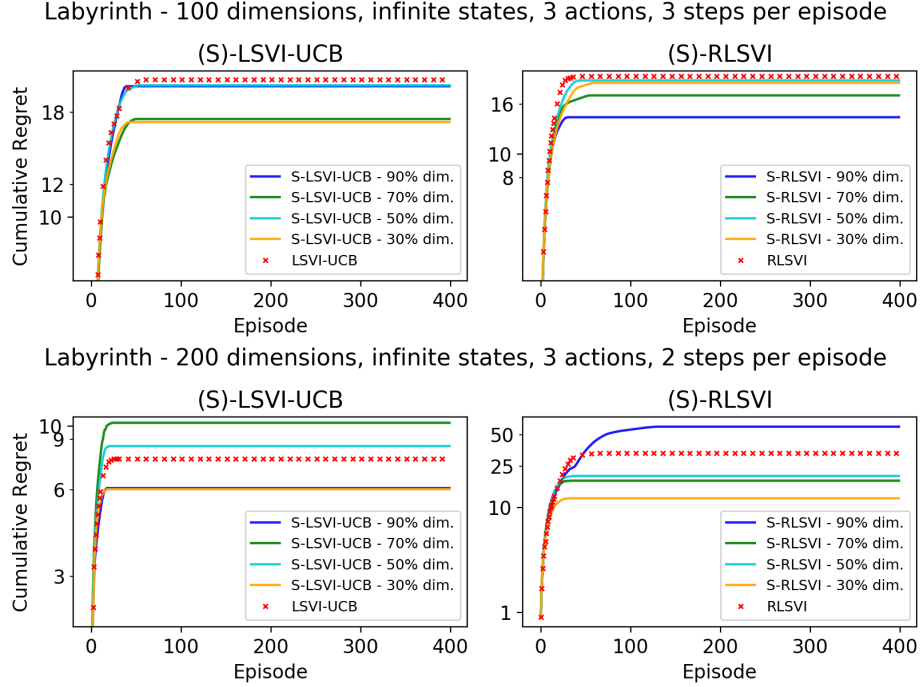 Labyrinth - 100 dimensions, infinite states, 3 actions, 3 steps per episode
(S)-LSVI-UCB
Cumulative Regret
18
12
10
S-LSVI-UCB - 90% dim.
S-LSVI-UCB - 70% dim.
S-LSVI-UCB - 50% dim.
S-LSVI-UCB - 30% dim.
LSVI-UCB
0 100 200 300 400
Episode
(S)-RLSVI
16
10
8
S-RLSVI - 90% dim.
S-RLSVI - 70% dim.
S-RLSVI - 50% dim.
S-RLSVI - 30% dim.
RLSVI
0 100 200 300 400
Episode
Labyrinth - 200 dimensions, infinite states, 3 actions, 2 steps per episode
(S)-LSVI-UCB
Cumulative Regret
10
9
6
3
S-LSVI-UCB - 90% dim.
S-LSVI-UCB - 70% dim.
S-LSVI-UCB - 50% dim.
S-LSVI-UCB - 30% dim.
LSVI-UCB
0 100 200 300 400
Episode
(S)-RLSVI
50
25
10
1
S-RLSVI - 90% dim.
S-RLSVI - 70% dim.
S-RLSVI - 50% dim.
S-RLSVI - 30% dim.
RLSVI
0 100 200 300 400
Episode